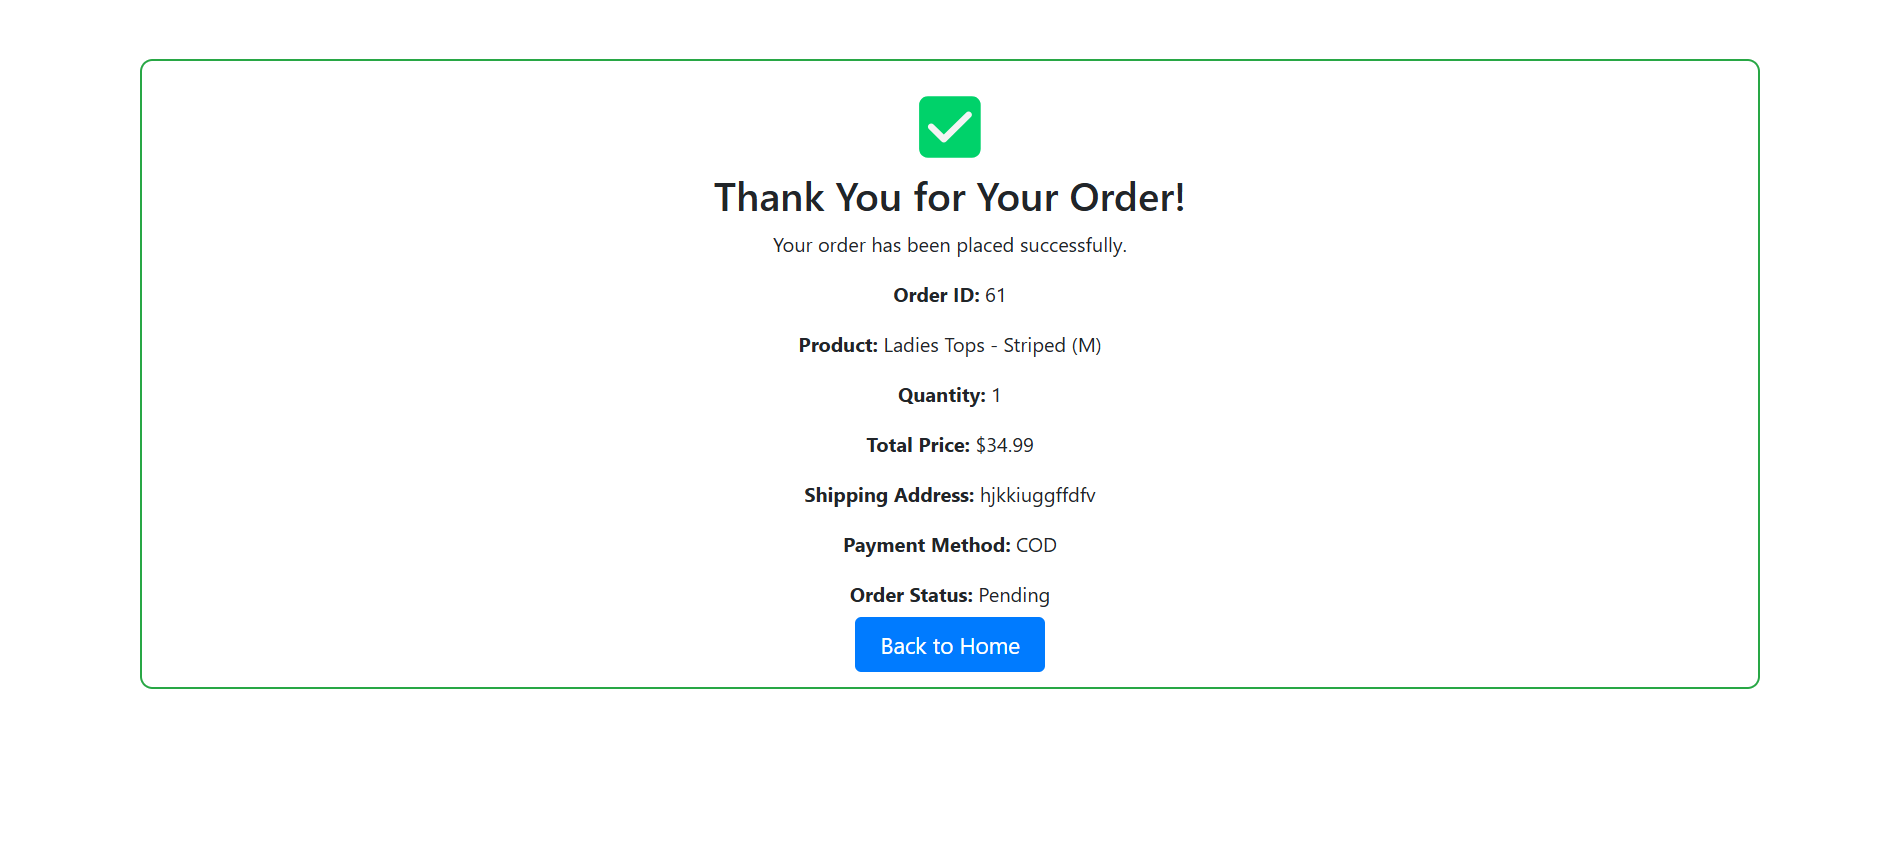 Thank You for Your Order!
Your order has been placed successfully.
Order ID: 61
Product: Ladies Tops - Striped (M)
Quantity: 1
Total Price: $34.99
Shipping Address: hjkkiuggffdfv
Payment Method: COD
Order Status: Pending
Back to Home